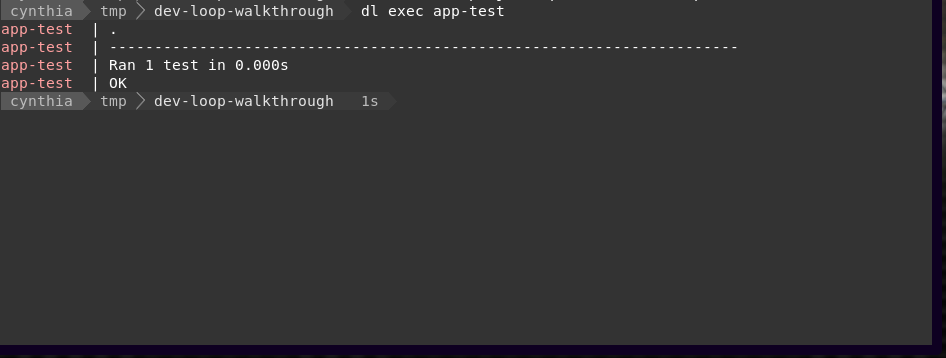 cynthia tmp dev-loop-walkthrough dl exec app-test
app-test | .
app-test | ----------------------------------------------------------------------
app-test | Ran 1 test in 0.000s
app-test | OK
cynthia tmp dev-loop-walkthrough 1s